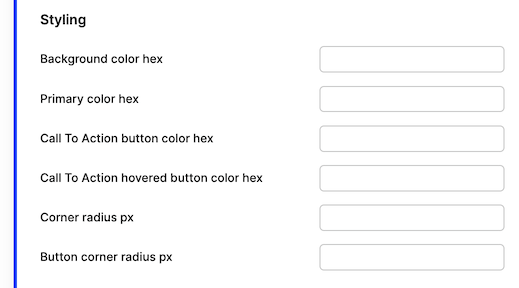 Styling
Background color hex
Primary color hex
Call To Action button color hex
Call To Action hovered button color hex
Corner radius px
Button corner radius px